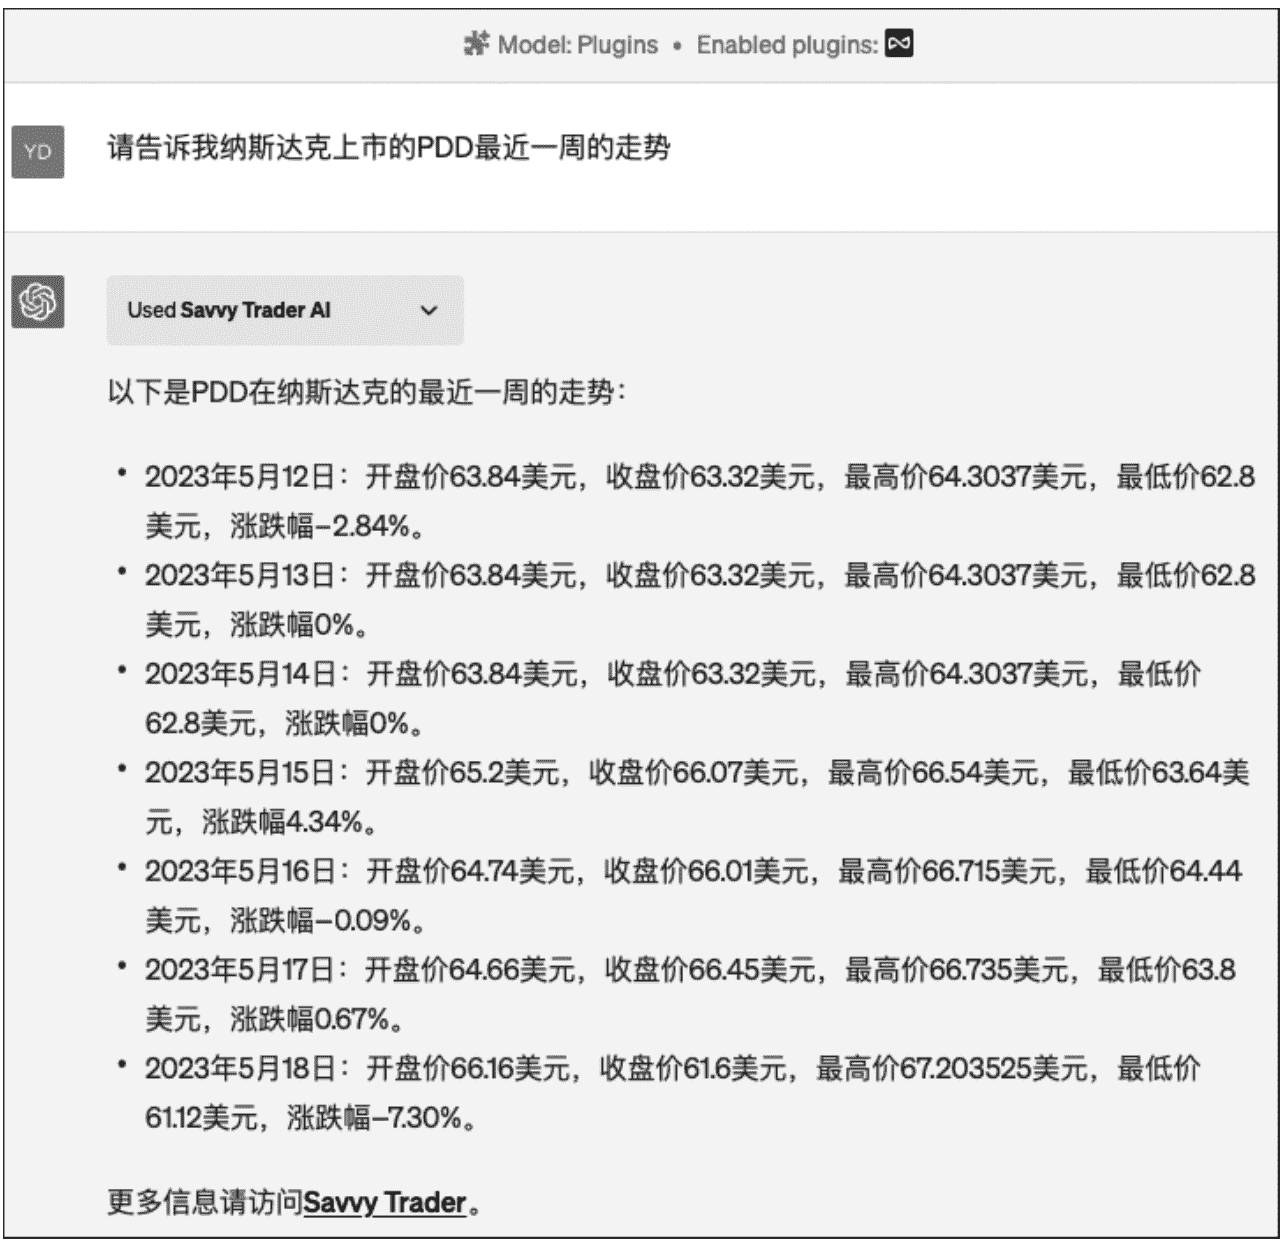 Model: Plugins • Enabled plugins:
YD
请告诉我纳斯达克上市的PDD最近一周的走势
Used Savvy Trader AI
以下是PDD在纳斯达克的最近一周的走势：
• 2023年5月12日：开盘价63.84美元，收盘价63.32美元，最高价64.3037美元，最低价62.8
美元，涨跌幅-2.84%。
• 2023年5月13日：开盘价63.84美元，收盘价63.32美元，最高价64.3037美元，最低价62.8
美元，涨跌幅0%。
• 2023年5月14日：开盘价63.84美元，收盘价63.32美元，最高价64.3037美元，最低价
62.8美元，涨跌幅0%。
• 2023年5月15日：开盘价65.2美元，收盘价66.07美元，最高价66.54美元，最低价63.64美
元，涨跌幅4.34%。
• 2023年5月16日：开盘价64.74美元，收盘价66.01美元，最高价66.715美元，最低价64.44
美元，涨跌幅-0.09%。
• 2023年5月17日：开盘价64.66美元，收盘价66.45美元，最高价66.735美元，最低价63.8
美元，涨跌幅0.67%。
• 2023年5月18日：开盘价66.16美元，收盘价61.6美元，最高价67.203525美元，最低价
61.12美元，涨跌幅-7.30%。
更多信息请访问Savvy Trader。